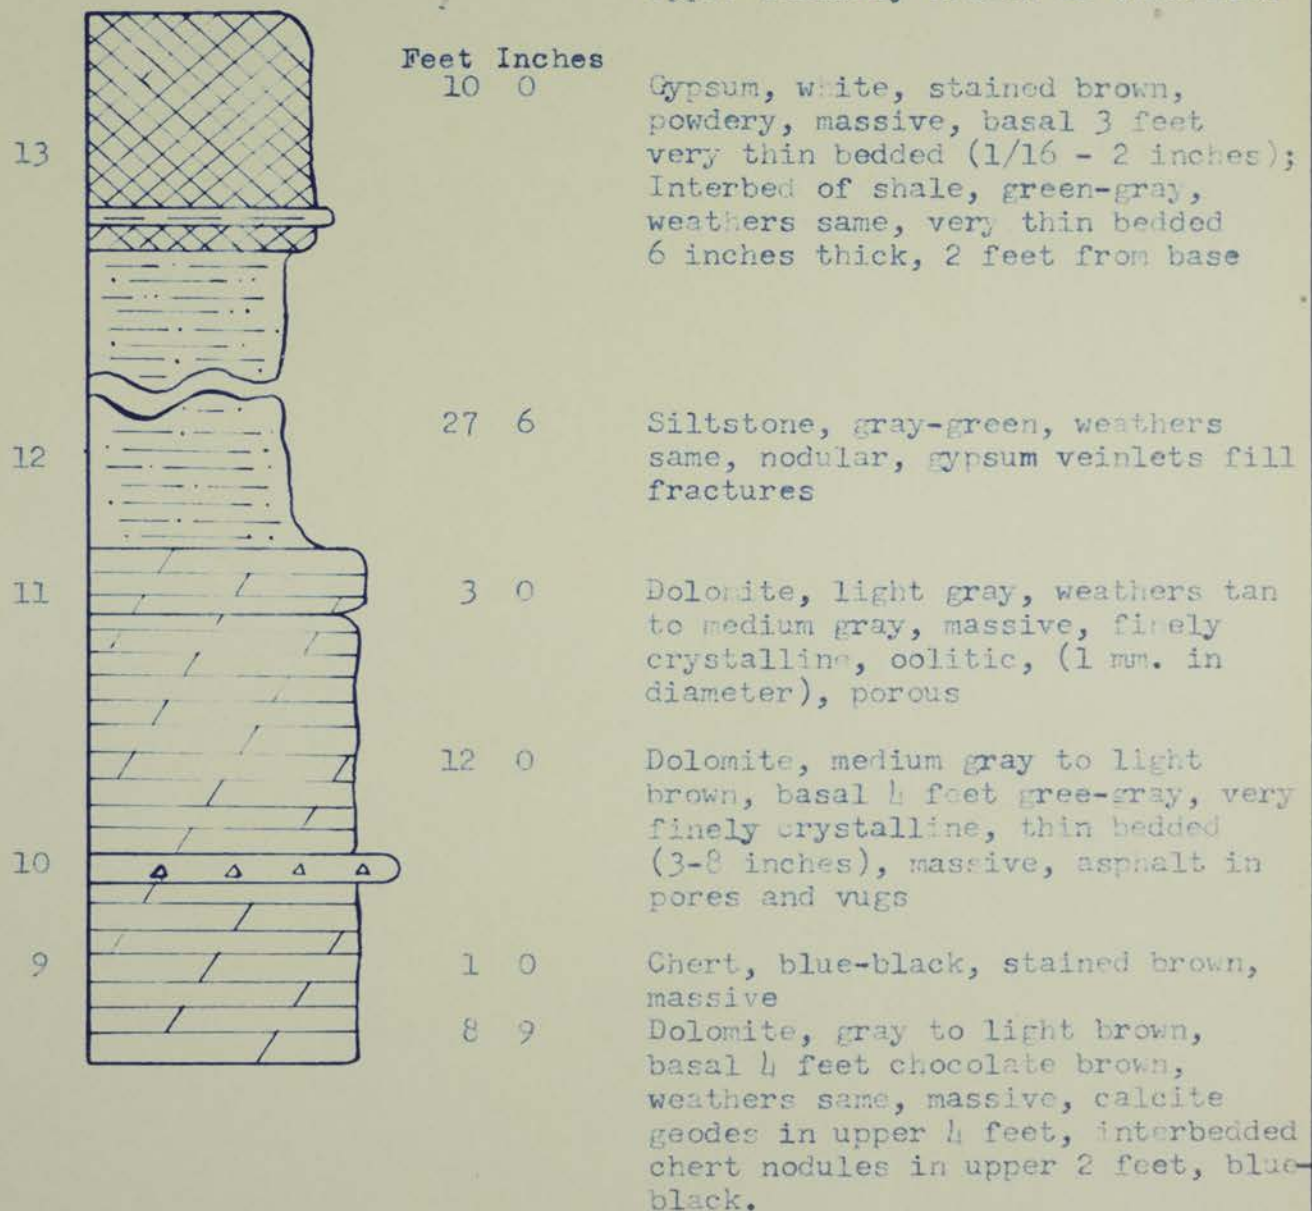 Feet Inches
10 0 Gypsum, white, stained brown,
powdery, massive, basal 3 feet
13 very thin bedded (1/16 - 2 inches);
Interbed of shale, green-gray,
weathers same, very thin bedded
6 inches thick, 2 feet from base
27 6 Siltstone, gray-green, weathers
12 same, nodular, gypsum veinlets fill
fractures
11 3 0 Dolomite, light gray, weathers tan
to medium gray, massive, finely
crystalline, oolitic, (1 mm. in
diameter), porous
12 0 Dolomite, medium gray to light
brown, basal 4 feet gree-gray, very
finely crystalline, thin bedded
10 (3-8 inches), massive, asphalt in
pores and vugs
9 1 0 Chert, blue-black, stained brown,
massive
8 9 Dolomite, gray to light brown,
basal 4 feet chocolate brown,
weathers same, massive, calcite
geodes in upper 4 feet, interbedded
chert nodules in upper 2 feet, blue-
black.